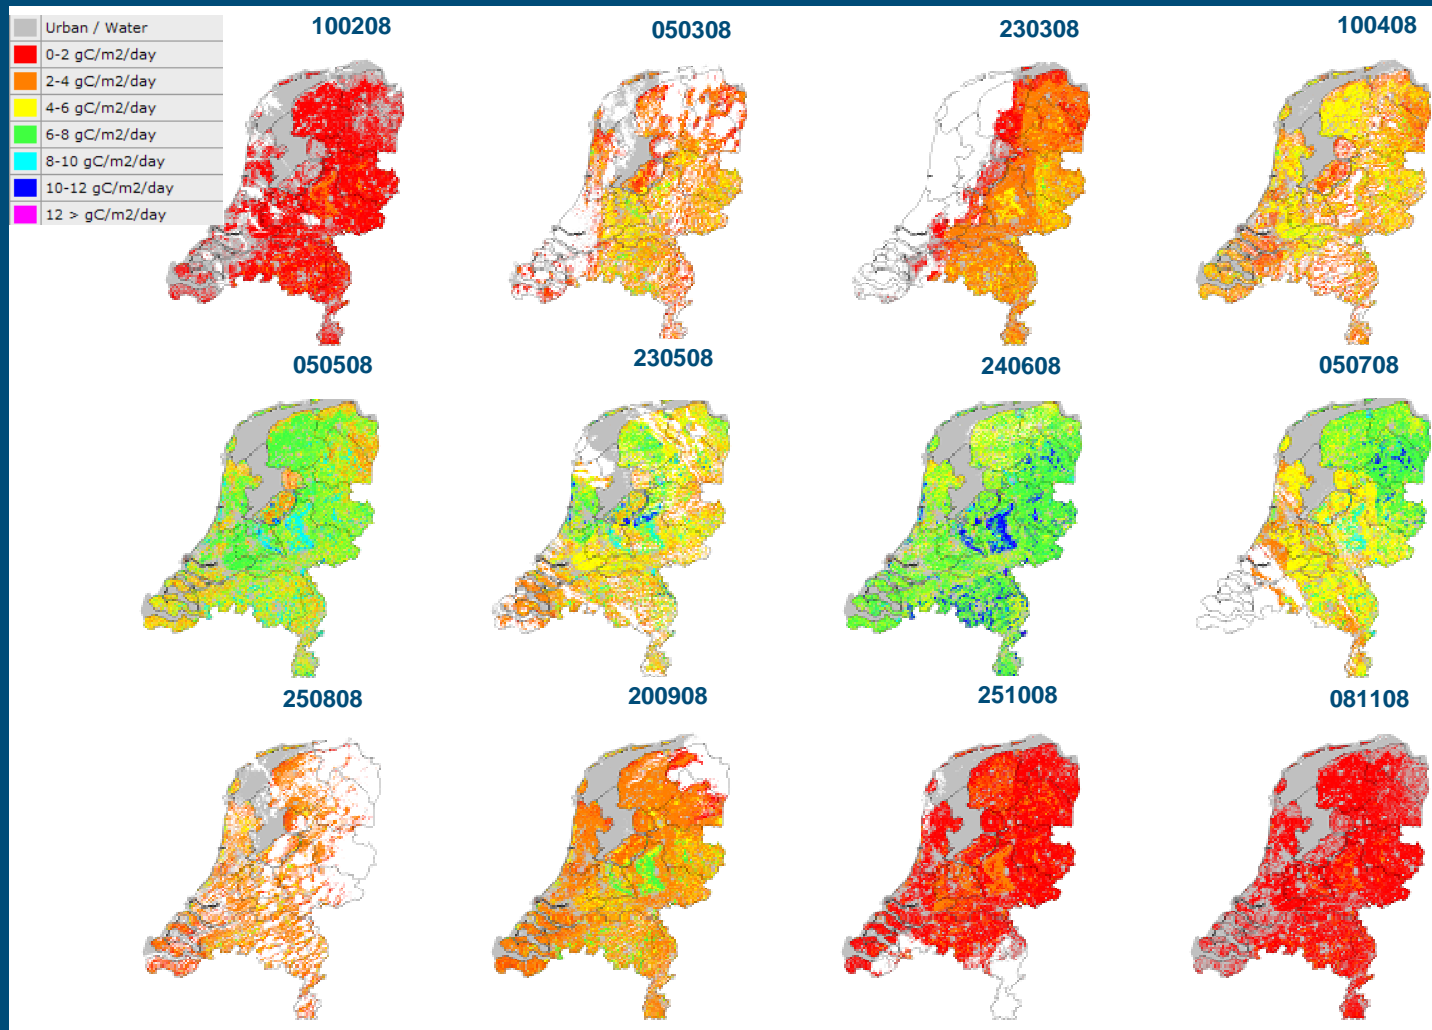 Urban / Water
0-2 gC/m2/day
2-4 gC/m2/day
4-6 gC/m2/day
6-8 gC/m2/day
8-10 gC/m2/day
10-12 gC/m2/day
12 > gC/m2/day
100208
050308
230308
100408
050508
230508
240608
050708
250808
200908
251008
081108